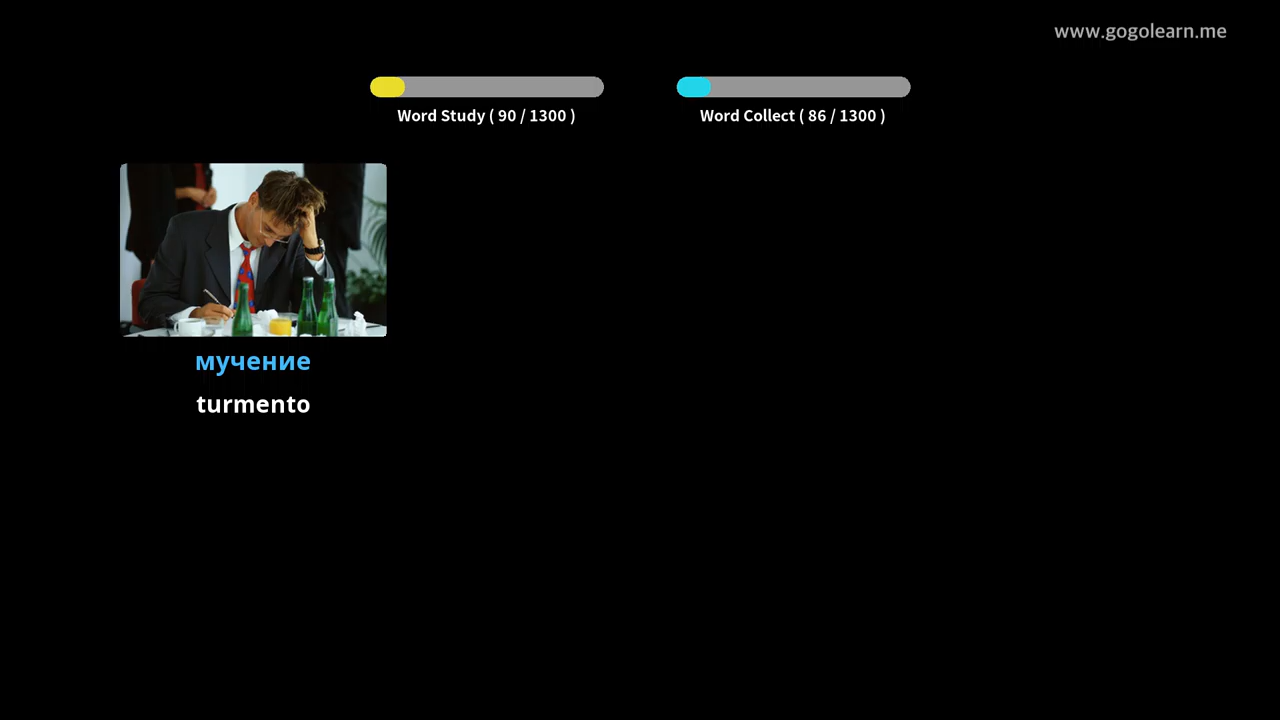 www.gogolearn.me
Word Study ( 90 / 1300 )
Word Collect ( 86 / 1300 )
мучение
turmento